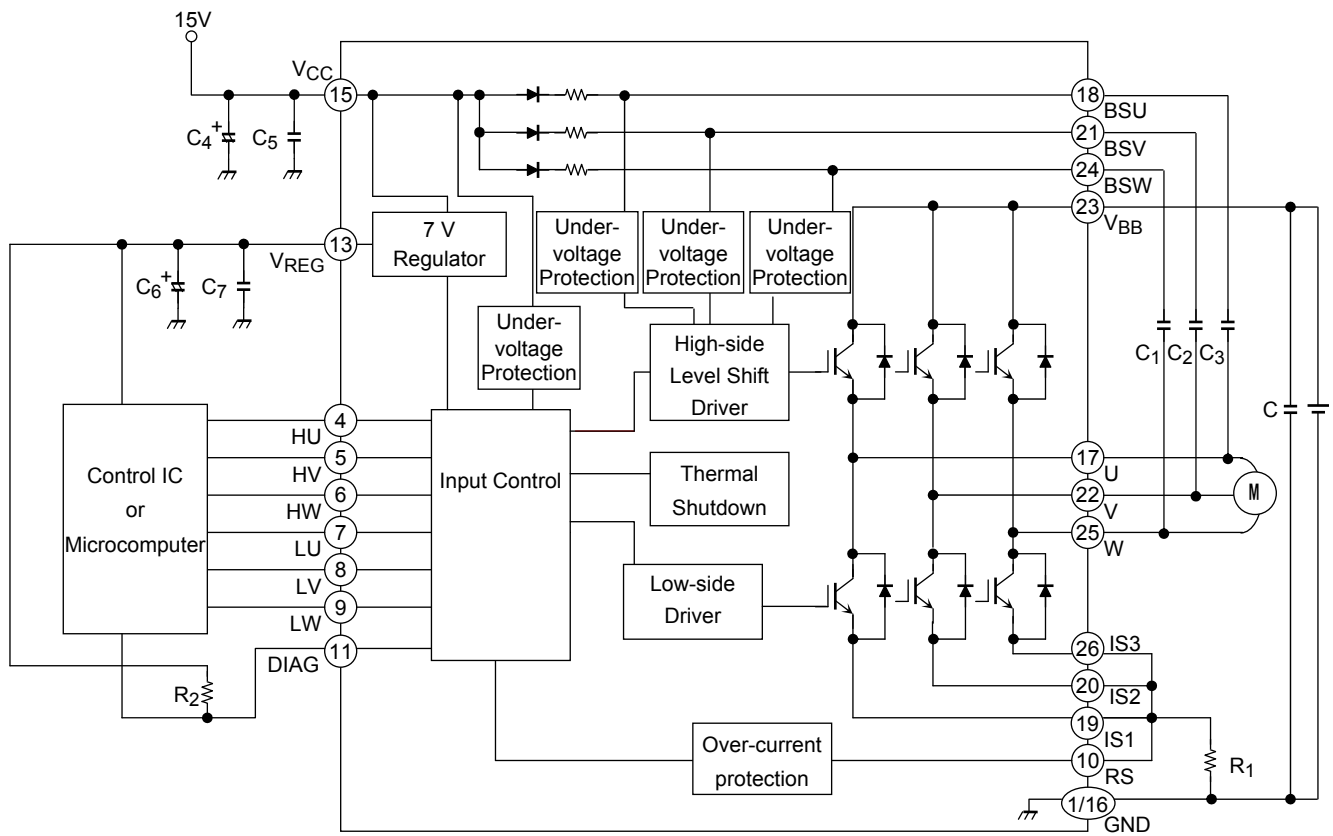 15V
VCC
15
C4
+
C5
18
BSU
21
BSV
24
BSW
23
VBB
7 V
Regulator
13
VREG
C6
+
C7
Under-
voltage
Protection
Under-
voltage
Protection
Under-
voltage
Protection
Under-
voltage
Protection
High-side
Level Shift
Driver
C1
C2
C3
C
Control IC
or
Microcomputer
4
HU
5
HV
6
HW
7
LU
8
LV
9
LW
11
DIAG
Input Control
Thermal
Shutdown
Low-side
Driver
17
U
22
V
25
W
M
26
IS3
20
IS2
19
IS1
10
RS
1/16
GND
R2
Over-current
protection
R1